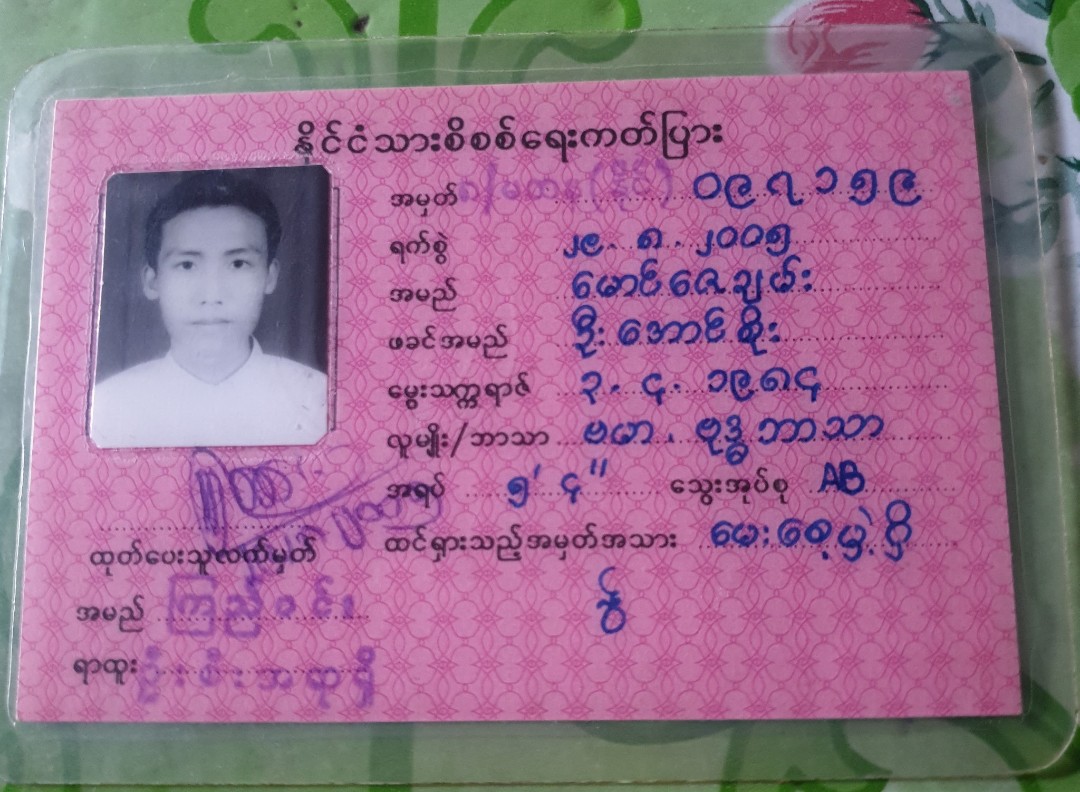 နိုင်ငံသားစိစစ်ရေးကတ်ပြား
အမှတ် ၈/မတန(နိုင်) ၀၉၇၁၅၉
ရက်စွဲ ၂၉.၈.၂၀၀၅
အမည် မောင်ဇေယျချမ်း
ဖခင်အမည် ဦးအောင်စိုး
မွေးသက္ကရာဇ် ၃.၄.၁၉၈၄
လူမျိုး/ဘာသာ ဗမာ. ဗုဒ္ဓဘာသာ
အရပ် ၅' ၄" သွေးအုပ်စု AB
ထင်ရှားသည့်အမှတ်အသား မေးစေ့မှဲ့ရှိ
ထုတ်ပေးသူလက်မှတ်
အမည် ကြည်ဝင်း
ရာထူး ဦးစီးအရာရှိ